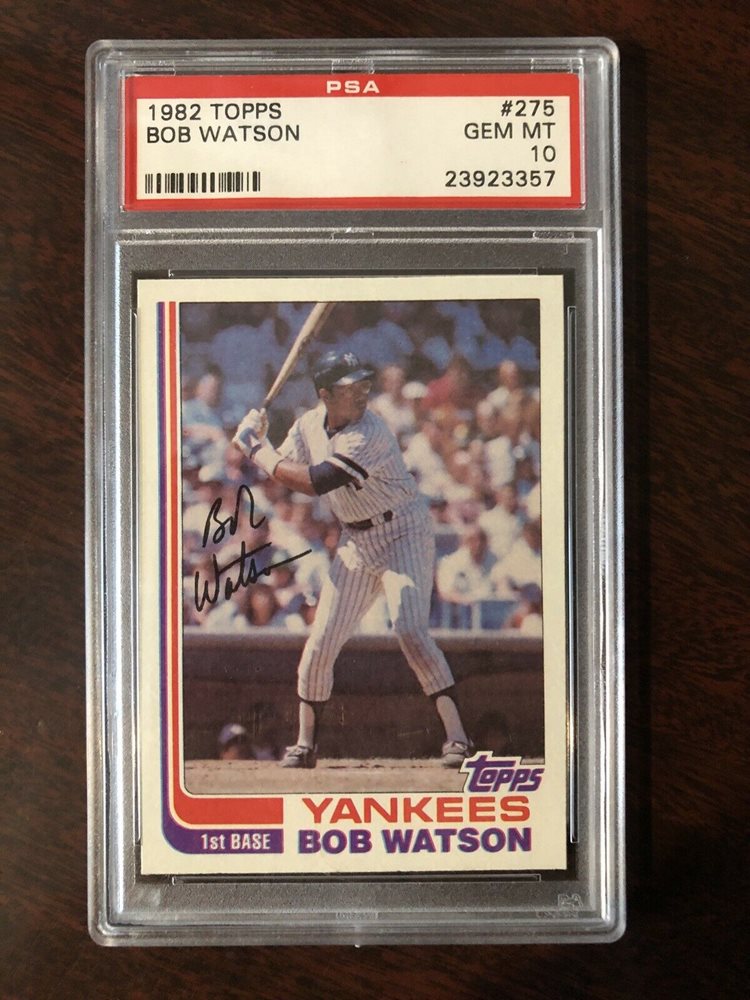 PSA
1982 TOPPS #275
BOB WATSON GEM MT
10
23923357
Bob
Watson
Topps
YANKEES
1st BASE BOB WATSON